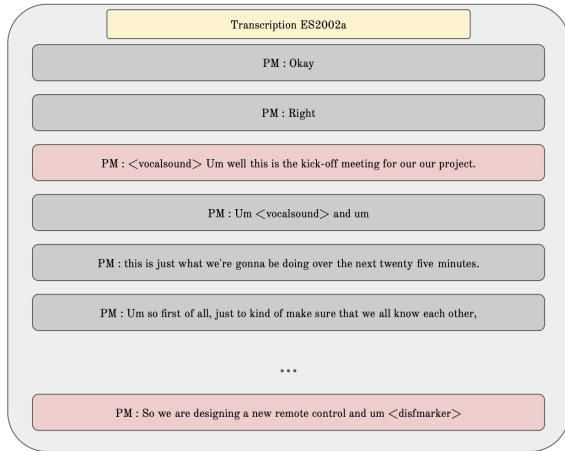 Transcription ES2002a
PM : Okay
PM : Right
PM : <vocalsound> Um well this is the kick-off meeting for our our project.
PM : Um <vocalsound> and um
PM : this is just what we're gonna be doing over the next twenty five minutes.
PM : Um so first of all, just to kind of make sure that we all know each other,
...
PM : So we are designing a new remote control and um <disfmarker>